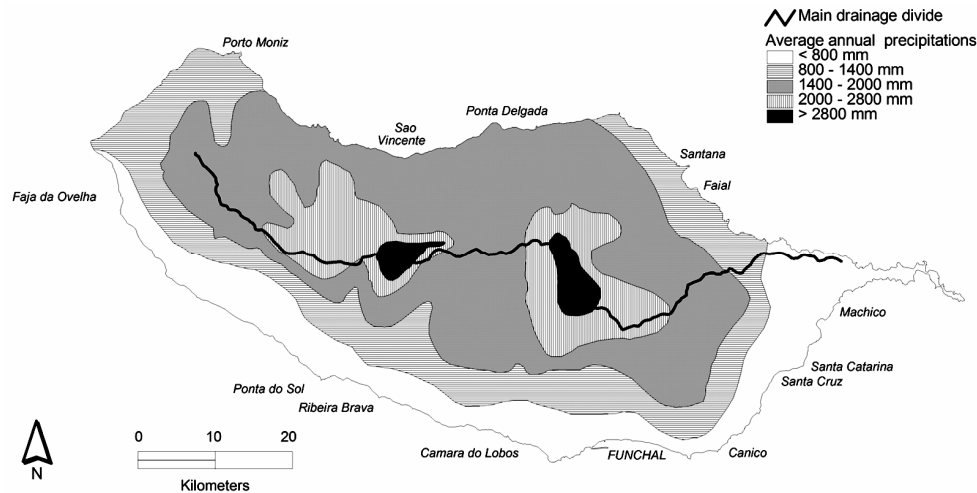 Main drainage divide
Average annual precipitations
< 800 mm
800 - 1400 mm
1400 - 2000 mm
2000 - 2800 mm
> 2800 mm
Porto Moniz
Ponta Delgada
Sao
Vincente
Santana
Faial
Faja da Ovelha
Machico
Santa Catarina
Santa Cruz
Ponta do Sol
Ribeira Brava
Camara do Lobos
FUNCHAL
Canico
N
0 10 20
Kilometers